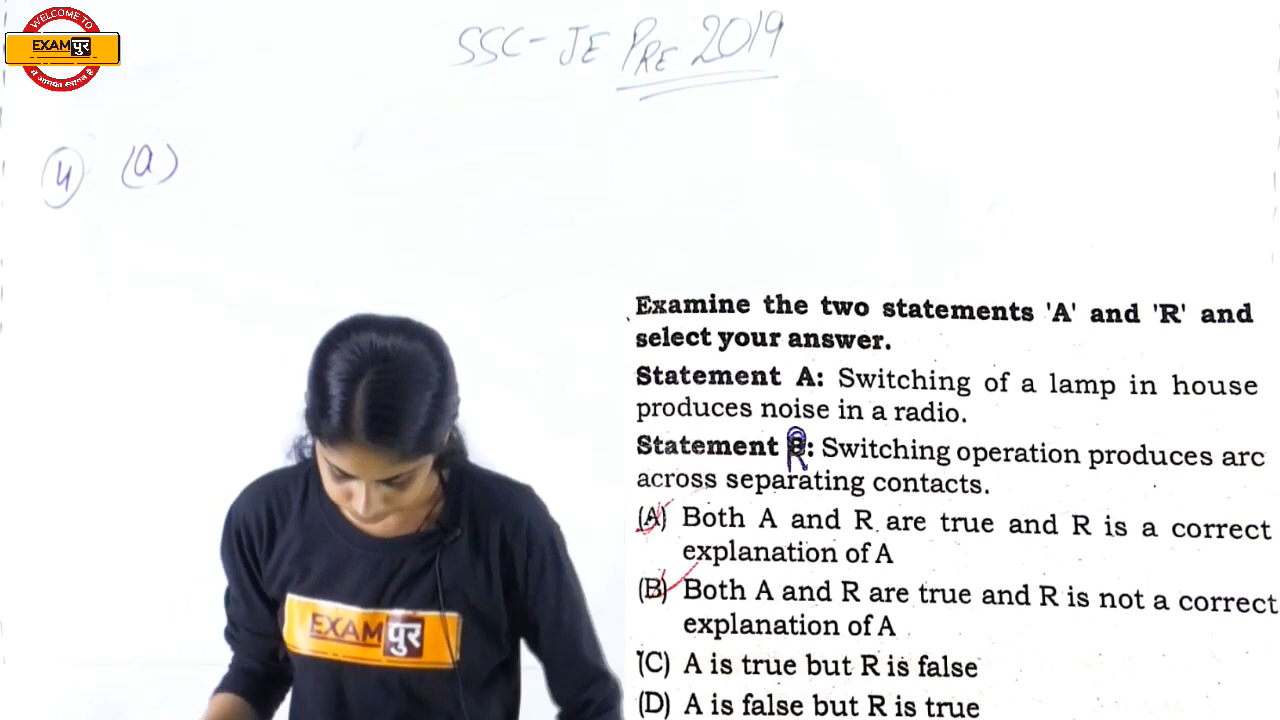 WELCOME TO
EXAMपुर
SSC-JE PRE 2019
4 (a)
Examine the two statements 'A' and 'R' and
select your answer.
Statement A: Switching of a lamp in house
produces noise in a radio.
Statement R: Switching operation produces arc
across separating contacts.
(A) Both A and R are true and R is a correct
explanation of A
(B) Both A and R are true and R is not a correct
explanation of A
(C) A is true but R is false
(D) A is false but R is true
EXAMपुर